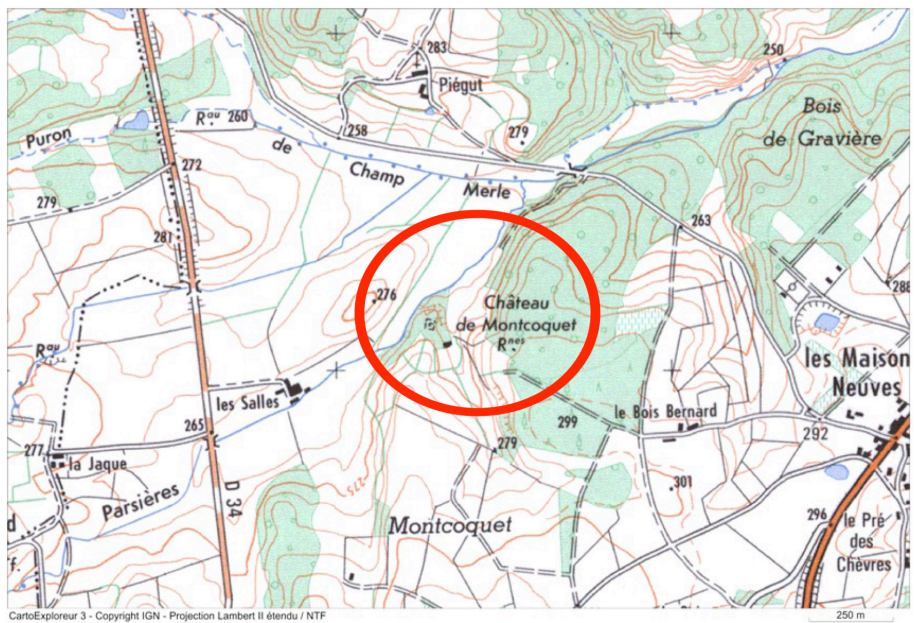 283
250
Piégut
Bois
de Gravière
Puron
Rau 260
258
279
de
Champ
Merle
272
279
281
263
276
Château
de Montcoquet
Rnes
288
Rau
les Maison
Neuves
les Salles
le Bois Bernard
299
292
265
277
la Jaque
279
275
301
Parsières
D 34
Montcoquet
296
le Pré
des
Chèvres
d
f.
CartoExploreur 3 - Copyright IGN - Projection Lambert II étendu / NTF
250 m